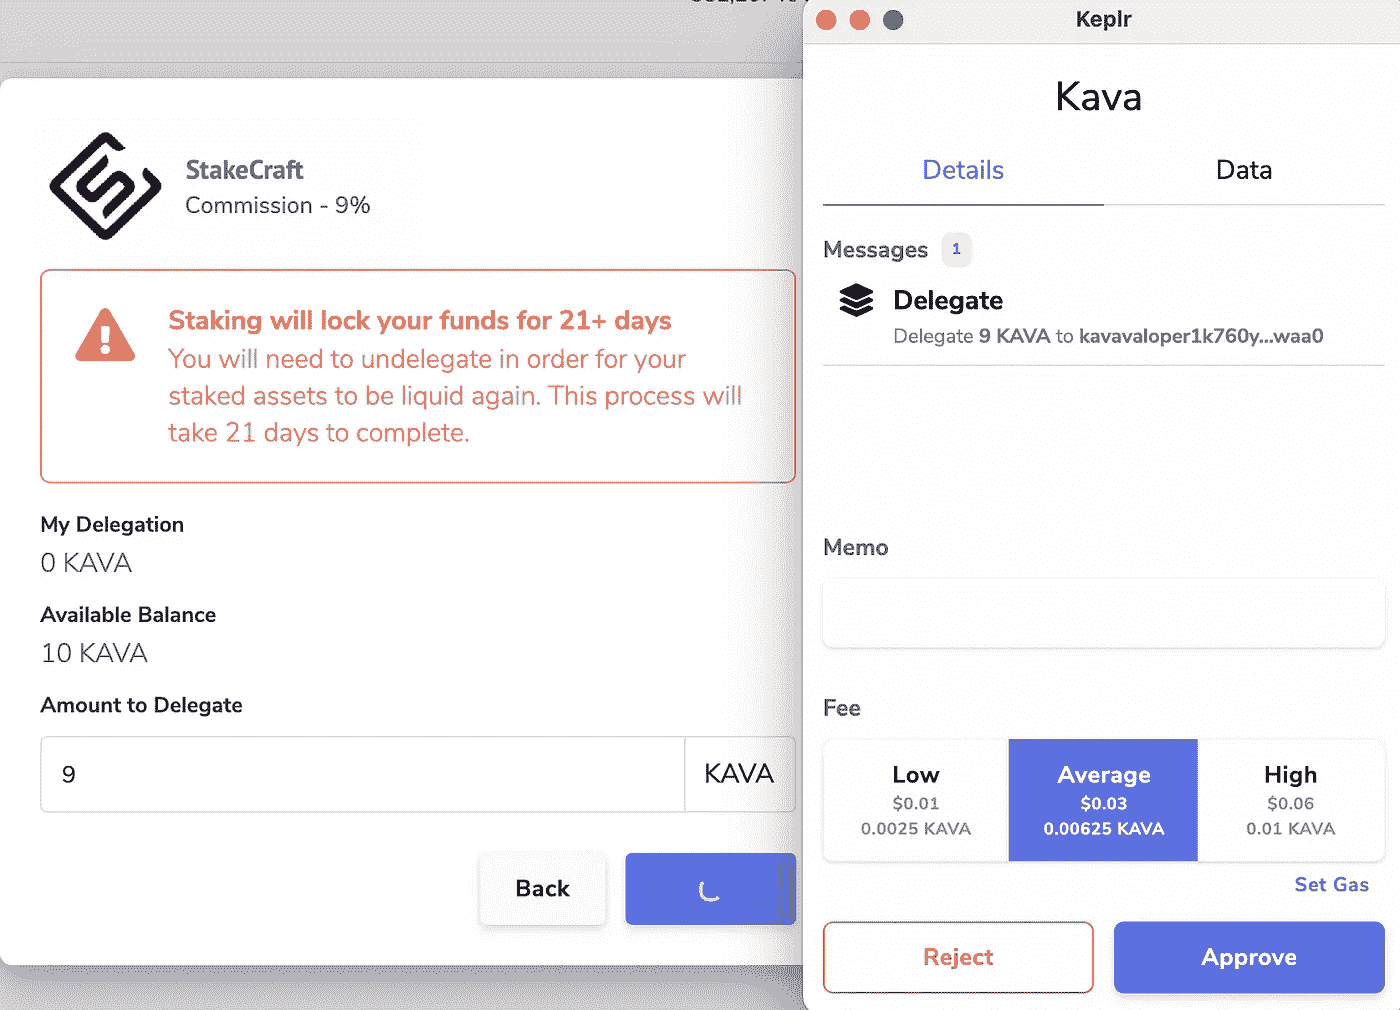 StakeCraft
Commission - 9%
Staking will lock your funds for 21+ days
You will need to undelegate in order for your
staked assets to be liquid again. This process will
take 21 days to complete.
My Delegation
0 KAVA
Available Balance
10 KAVA
Amount to Delegate
9 KAVA
Back
Keplr
Kava
Details Data
Messages 1
Delegate
Delegate 9 KAVA to kavavaloper1k760y...waa0
Memo
Fee
Low Average High
$0.01 $0.03 $0.06
0.0025 KAVA 0.00625 KAVA 0.01 KAVA
Set Gas
Reject Approve